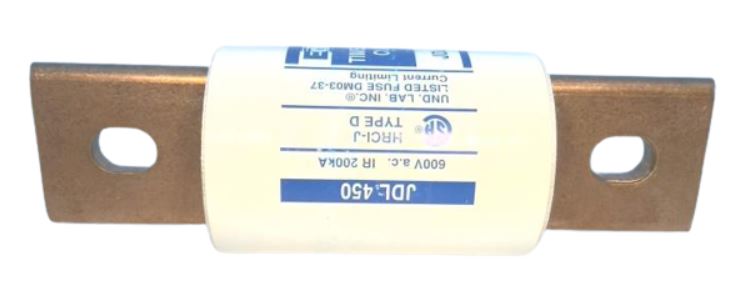 JDL 450
600V a.c. IR 200kA
HRCI-J
TYPE D
UND. LAB. INC.®
LISTED FUSE DM03-37
Current Limiting